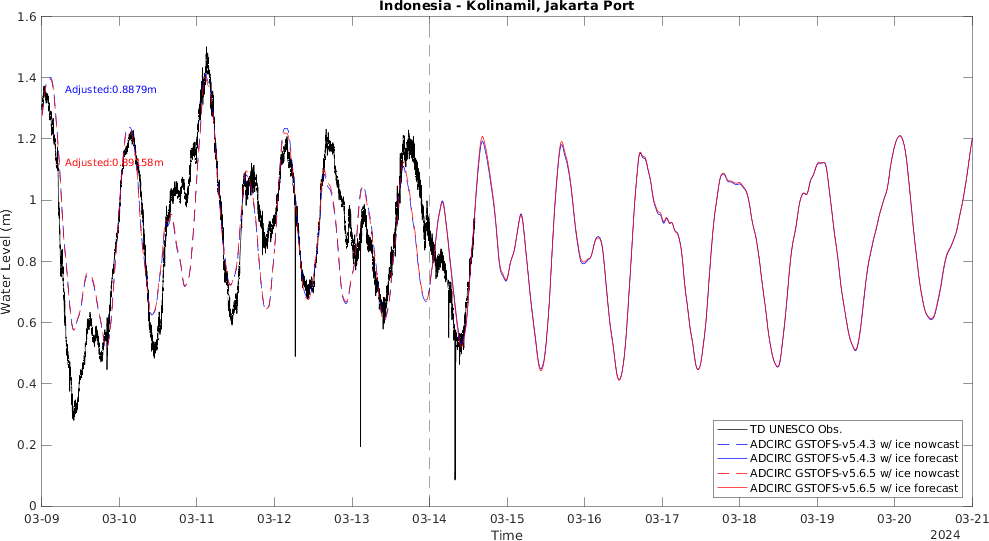 Indonesia - Kolinamil, Jakarta Port
1.6
1.4
1.2
1
0.8
0.6
0.4
0.2
0
Water Level (m)
Adjusted:0.8879m
Adjusted:0.89158m
TD UNESCO Obs.
ADCIRC GSTOFS-v5.4.3 w/ ice nowcast
ADCIRC GSTOFS-v5.4.3 w/ ice forecast
ADCIRC GSTOFS-v5.6.5 w/ ice nowcast
ADCIRC GSTOFS-v5.6.5 w/ ice forecast
03-09 03-10 03-11 03-12 03-13 03-14 03-15 03-16 03-17 03-18 03-19 03-20 03-21
Time
2024